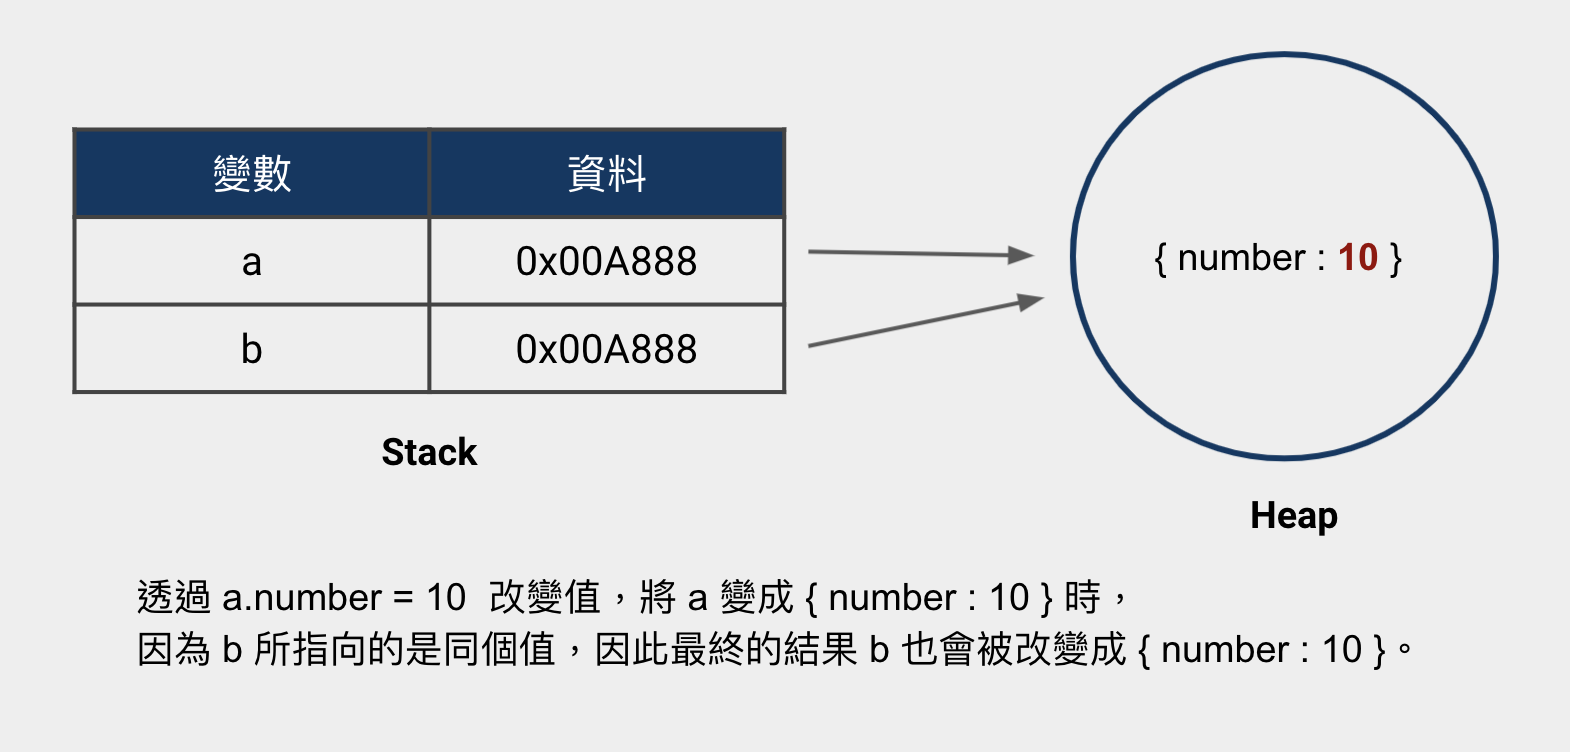 變數 資料
a 0x00A888
b 0x00A888
Stack
{ number : 10 }
Heap
透過 a.number = 10 改變值，將 a 變成 { number : 10 } 時，
因為 b 所指向的是同個值，因此最終的結果 b 也會被改變成 { number : 10 }。